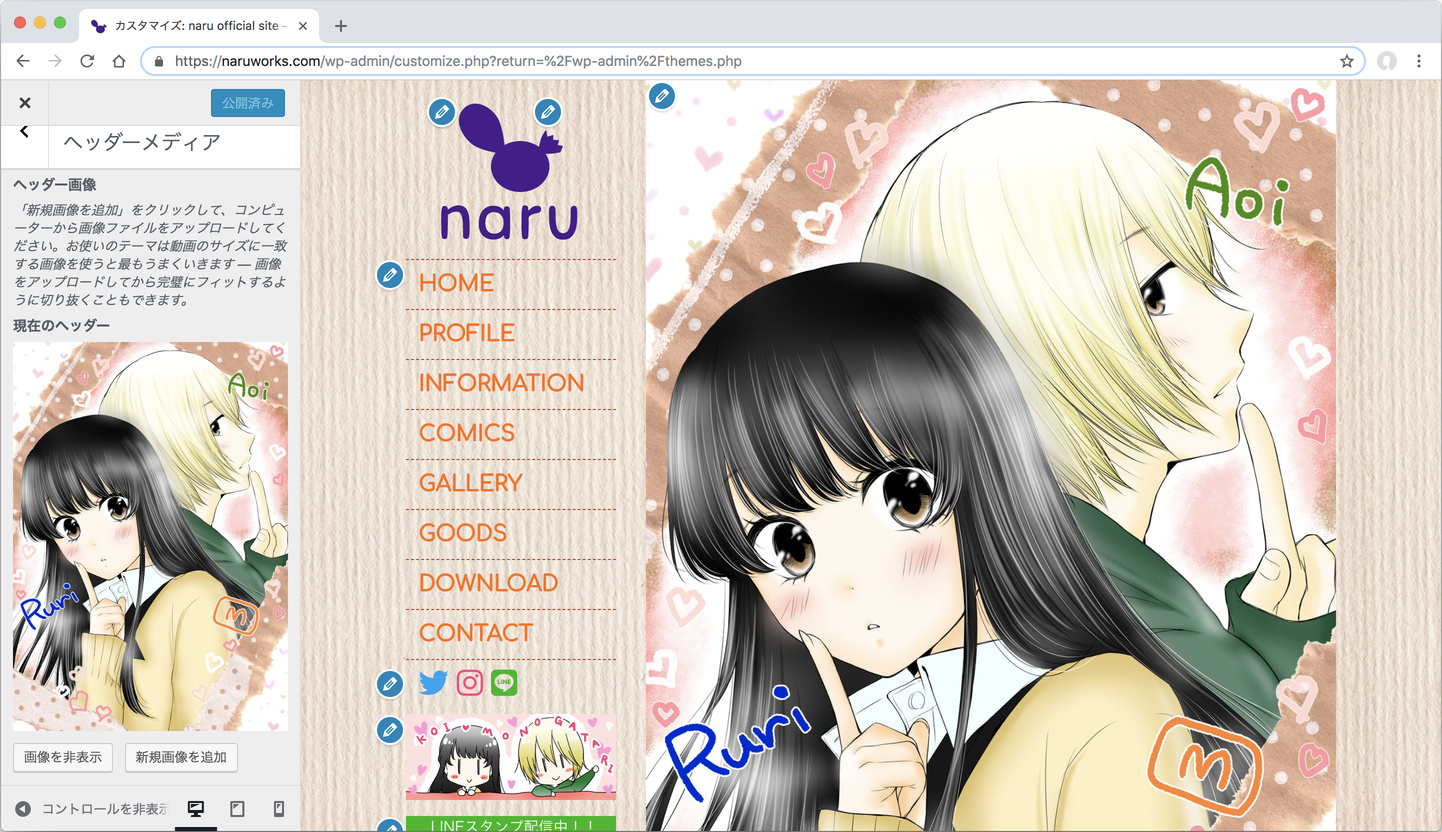 カスタマイズ: naru official site –
https://naruworks.com/wp-admin/customize.php?return=%2Fwp-admin%2Fthemes.php
公開済み
ヘッダーメディア
ヘッダー画像
「新規画像を追加」をクリックして、コンピュ
ーターから画像ファイルをアップロードしてく
ださい。お使いのテーマは動画のサイズに一致
する画像を使うと最もうまくいきます — 画像
をアップロードしてから完璧にフィットするよ
うに切り抜くこともできます。
現在のヘッダー
Aoi
Ruri
m
画像を非表示
新規画像を追加
コントロールを非表示
naru
HOME
PROFILE
INFORMATION
COMICS
GALLERY
GOODS
DOWNLOAD
CONTACT
LINE
KOI MONOGATARI
LINEスタンプ配信中！！
Aoi
Ruri
m